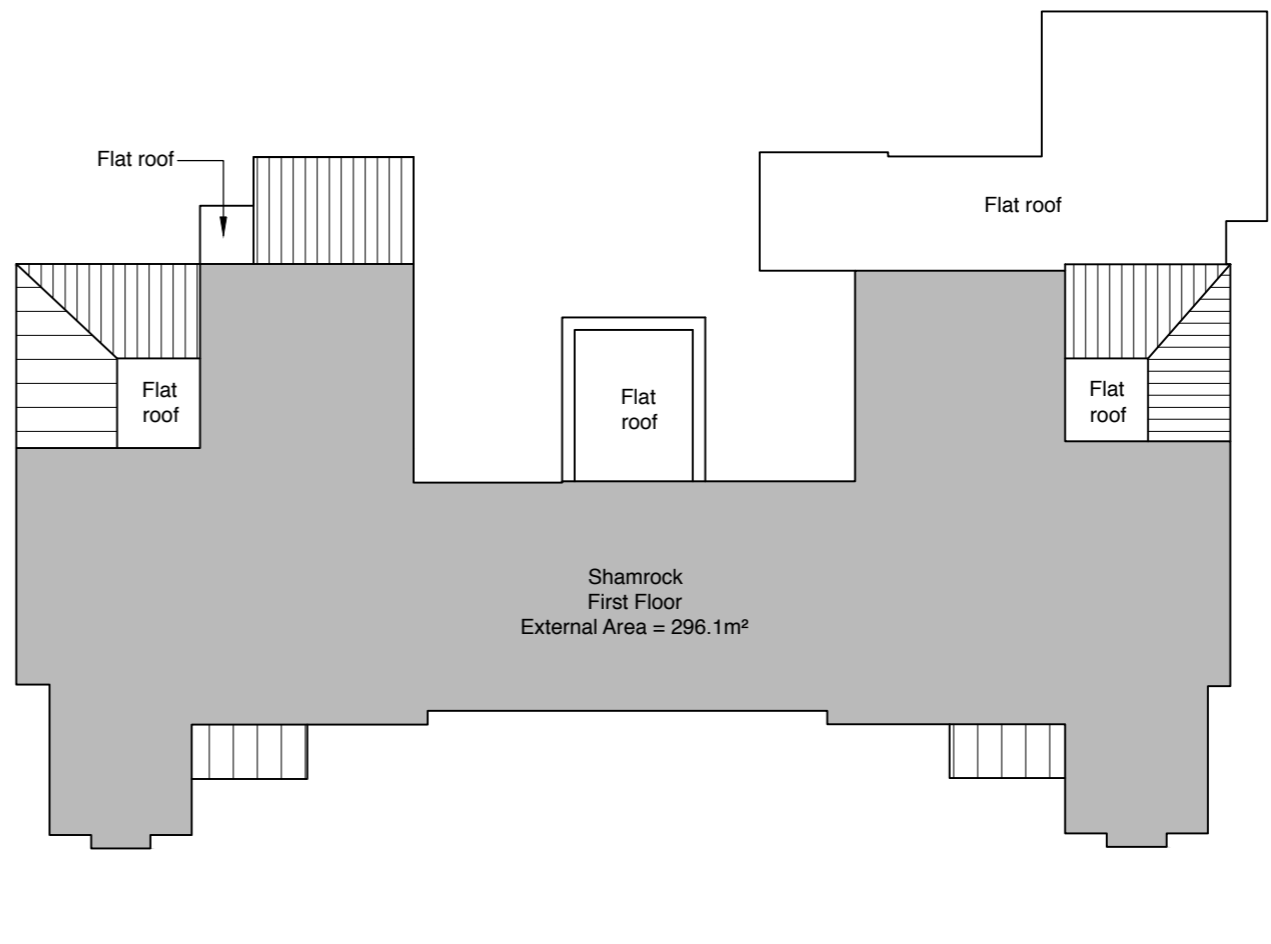 Flat roof
Flat roof
Flat
roof
Flat
roof
Flat
roof
Shamrock
First Floor
External Area = 296.1m²